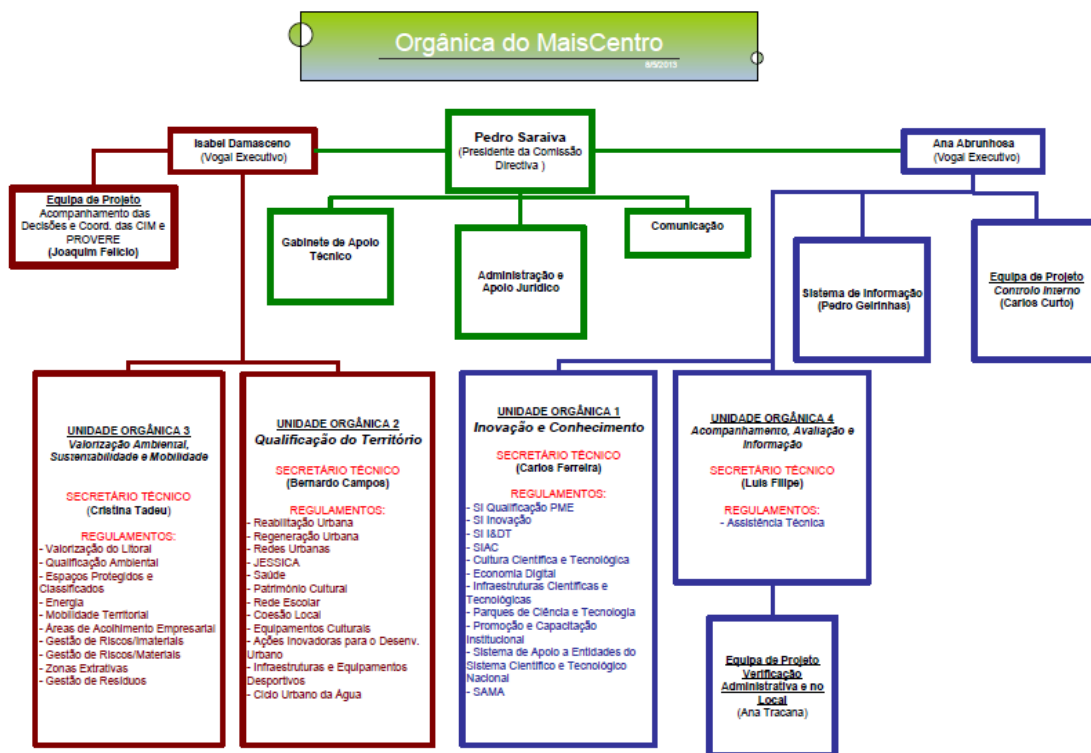 Orgânica do MaisCentro
8/5/2013
Isabel Damasceno
(Vogal Executivo)
Pedro Saraiva
(Presidente da Comissão
Directiva )
Ana Abrunhosa
(Vogal Executivo)
Equipa de Projeto
Acompanhamento das
Decisões e Coord. das CIM e
PROVERE
(Joaquim Felício)
Gabinete de Apoio
Técnico
Administração e
Apoio Jurídico
Comunicação
Sistema de Informação
(Pedro Geirinhas)
Equipa de Projeto
Controlo Interno
(Carlos Curto)
UNIDADE ORGÂNICA 3
Valorização Ambiental,
Sustentabilidade e Mobilidade
SECRETÁRIO TÉCNICO
(Cristina Tadeu)
REGULAMENTOS:
- Valorização do Litoral
- Qualificação Ambiental
- Espaços Protegidos e
Classificados
- Energia
- Mobilidade Territorial
- Áreas de Acolhimento Empresarial
- Gestão de Riscos/Imateriais
- Gestão de Riscos/Materiais
- Zonas Extrativas
- Gestão de Resíduos
UNIDADE ORGÂNICA 2
Qualificação do Território
SECRETÁRIO TÉCNICO
(Bernardo Campos)
REGULAMENTOS:
- Reabilitação Urbana
- Regeneração Urbana
- Redes Urbanas
- JESSICA
- Saúde
- Património Cultural
- Rede Escolar
- Coesão Local
- Equipamentos Culturais
- Ações Inovadoras para o Desenv.
Urbano
- Infraestruturas e Equipamentos
Desportivos
- Ciclo Urbano da Água
UNIDADE ORGÂNICA 1
Inovação e Conhecimento
SECRETÁRIO TÉCNICO
(Carlos Ferreira)
REGULAMENTOS:
- SI Qualificação PME
- SI Inovação
- SI I&DT
- SIAC
- Cultura Científica e Tecnológica
- Economia Digital
- Infraestruturas Científicas e
Tecnológicas
- Parques de Ciência e Tecnologia
- Promoção e Capacitação
Institucional
- Sistema de Apoio a Entidades do
Sistema Científico e Tecnológico
Nacional
- SAMA
UNIDADE ORGÂNICA 4
Acompanhamento, Avaliação e
Informação
SECRETÁRIO TÉCNICO
(Luis Filipe)
REGULAMENTOS:
- Assistência Técnica
Equipa de Projeto
Verificação
Administrativa e no
Local
(Ana Tracana)